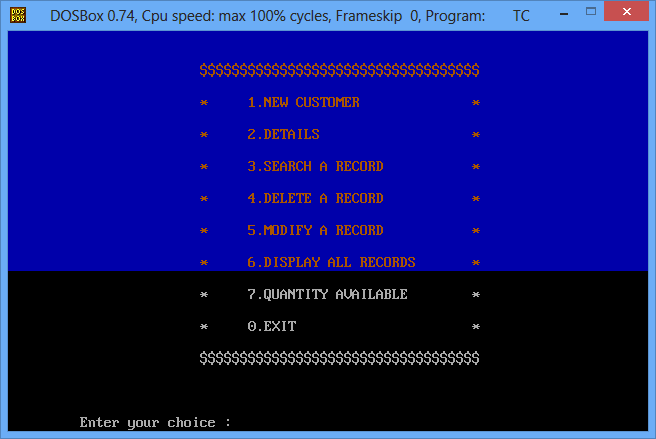 DOS
BOX
DOSBox 0.74, Cpu speed: max 100% cycles, Frameskip 0, Program: TC
$$$$$$$$$$$$$$$$$$$$$$$$$$$$$$$$$$$
* 1.NEW CUSTOMER *
* 2.DETAILS *
* 3.SEARCH A RECORD *
* 4.DELETE A RECORD *
* 5.MODIFY A RECORD *
* 6.DISPLAY ALL RECORDS *
* 7.QUANTITY AVAILABLE *
* 0.EXIT *
$$$$$$$$$$$$$$$$$$$$$$$$$$$$$$$$$$$
Enter your choice :